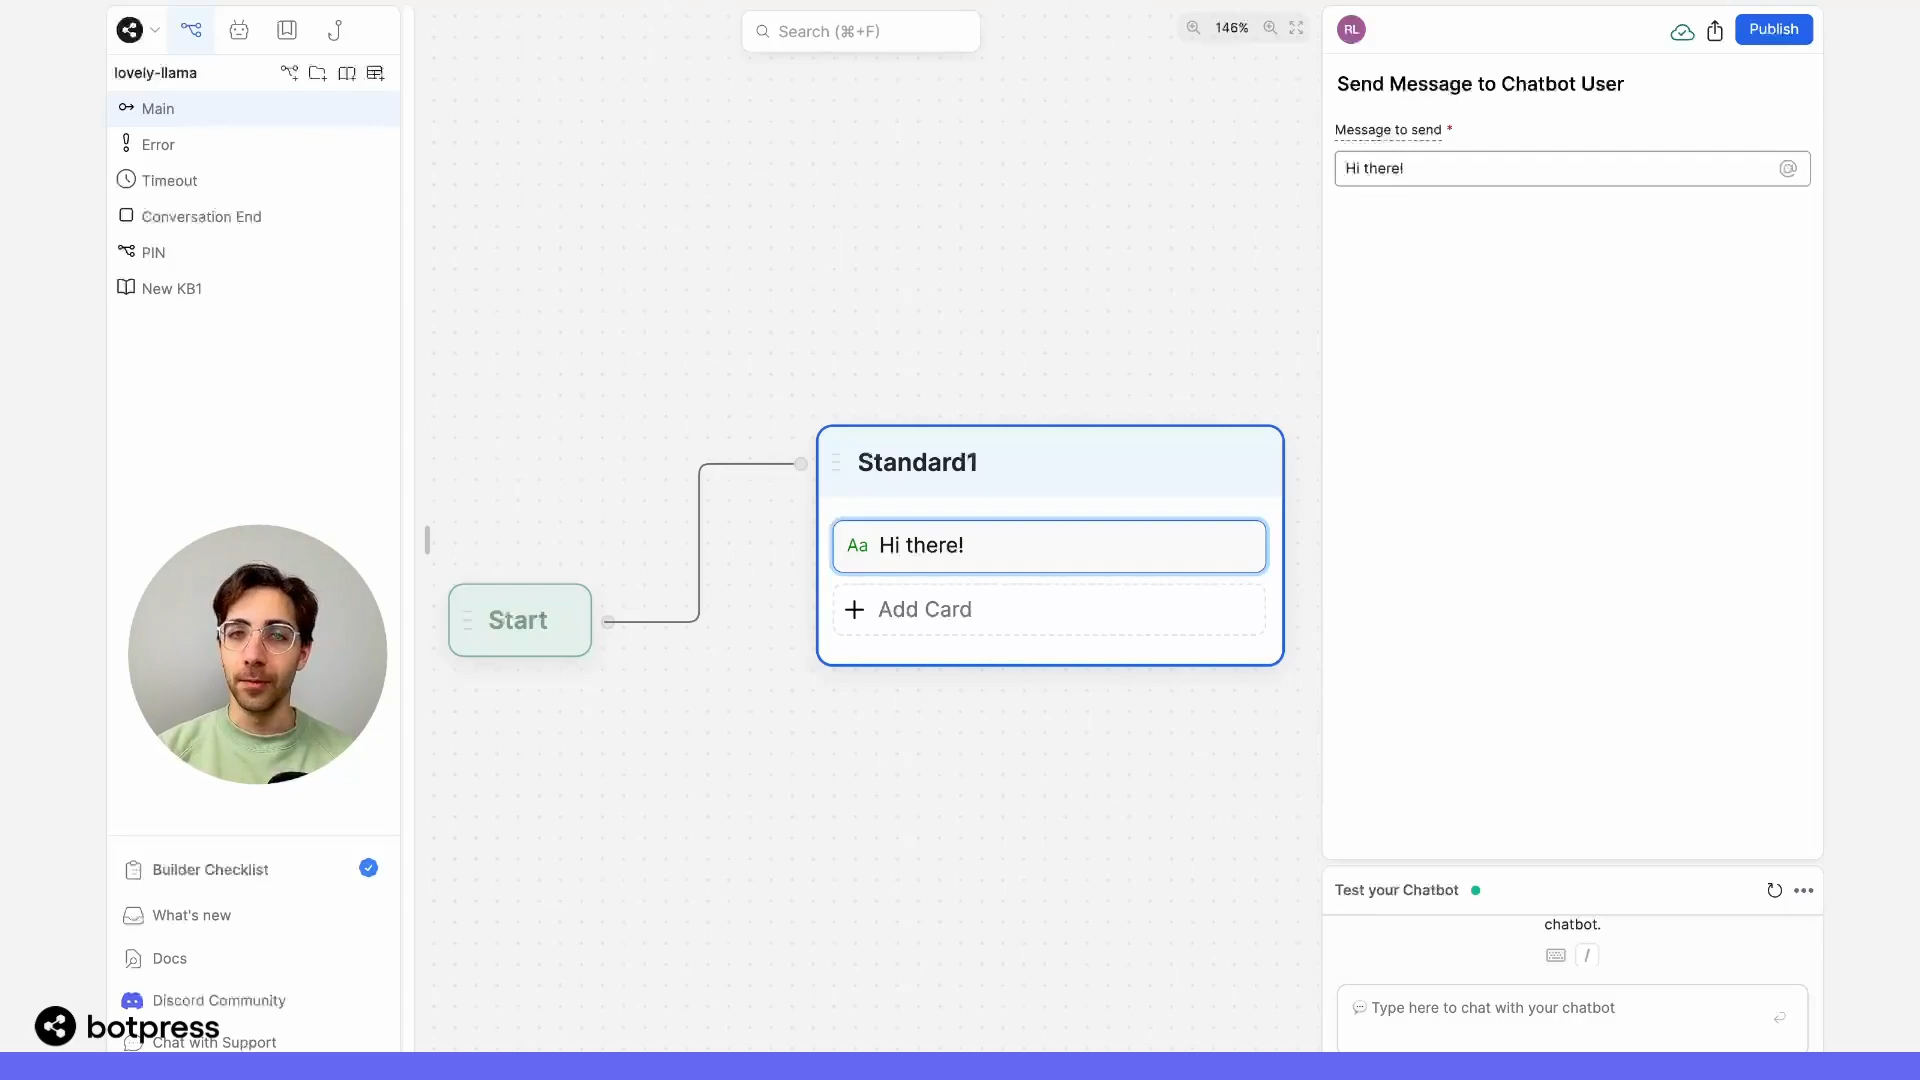 Search (⌘+F)
146%
RL
Publish
lovely-llama
Main
Error
Timeout
Conversation End
PIN
New KB1
Send Message to Chatbot User
Message to send *
Hi there!
Start
Standard1
Aa Hi there!
Add Card
Builder Checklist
What's new
Docs
Discord Community
Chat with Support
botpress
Test your Chatbot
chatbot.
/
Type here to chat with your chatbot